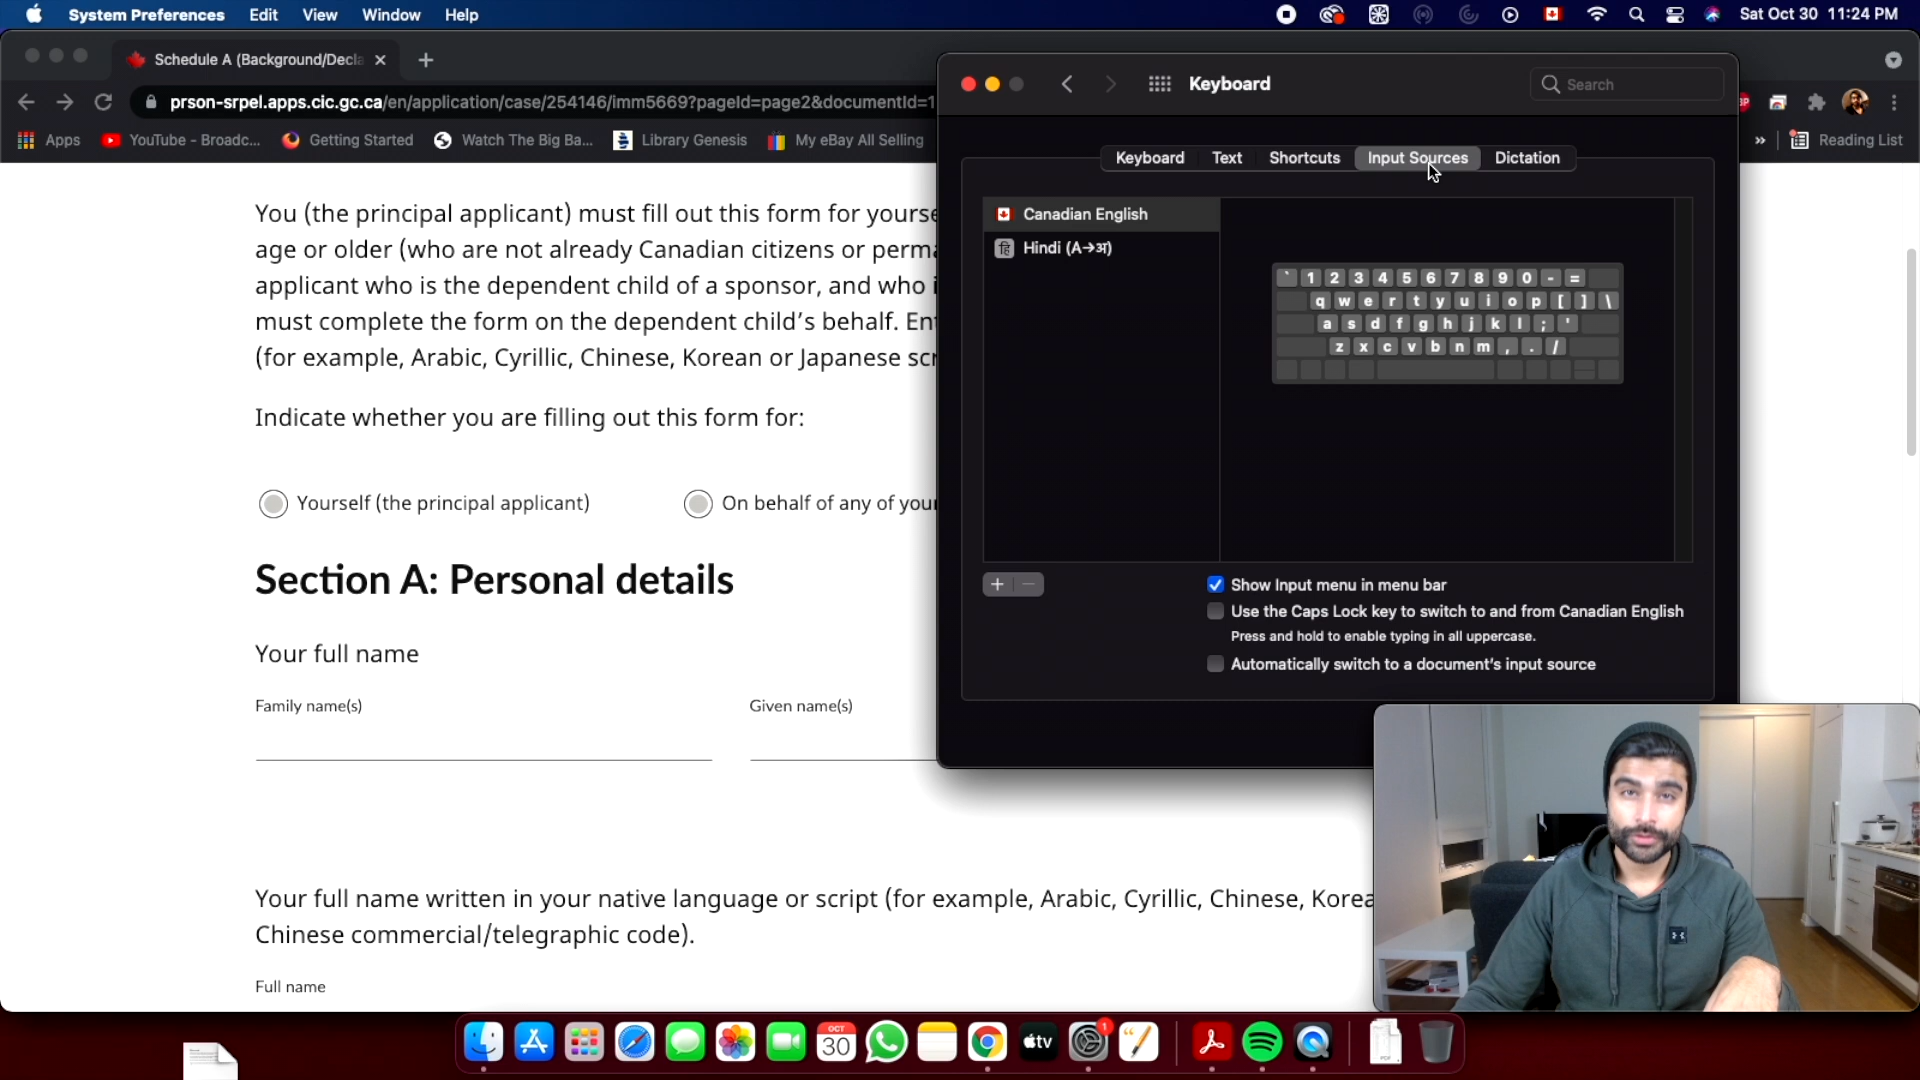 System Preferences Edit View Window Help
Sat Oct 30 11:24 PM
Schedule A (Background/Decla
prson-srpel.apps.cic.gc.ca/en/application/case/254146/imm5669?pageId=page2&documentId=1
Apps YouTube - Broadc... Getting Started Watch The Big Ba... Library Genesis My eBay All Selling
» Reading List
You (the principal applicant) must fill out this form for yourse
age or older (who are not already Canadian citizens or perma
applicant who is the dependent child of a sponsor, and who i
must complete the form on the dependent child's behalf. Ent
(for example, Arabic, Cyrillic, Chinese, Korean or Japanese scr
Indicate whether you are filling out this form for:
Yourself (the principal applicant) On behalf of any of your
Section A: Personal details
Your full name
Family name(s) Given name(s)
Your full name written in your native language or script (for example, Arabic, Cyrillic, Chinese, Korea
Chinese commercial/telegraphic code).
Full name
Keyboard
Search
Keyboard Text Shortcuts Input Sources Dictation
Canadian English
हि Hindi (A→अ)
` 1 2 3 4 5 6 7 8 9 0 - =
q w e r t y u i o p [ ] \
a s d f g h j k l ; '
z x c v b n m , . /
+ −
Show Input menu in menu bar
Use the Caps Lock key to switch to and from Canadian English
Press and hold to enable typing in all uppercase.
Automatically switch to a document's input source
OCT
30
tv
1
PDF